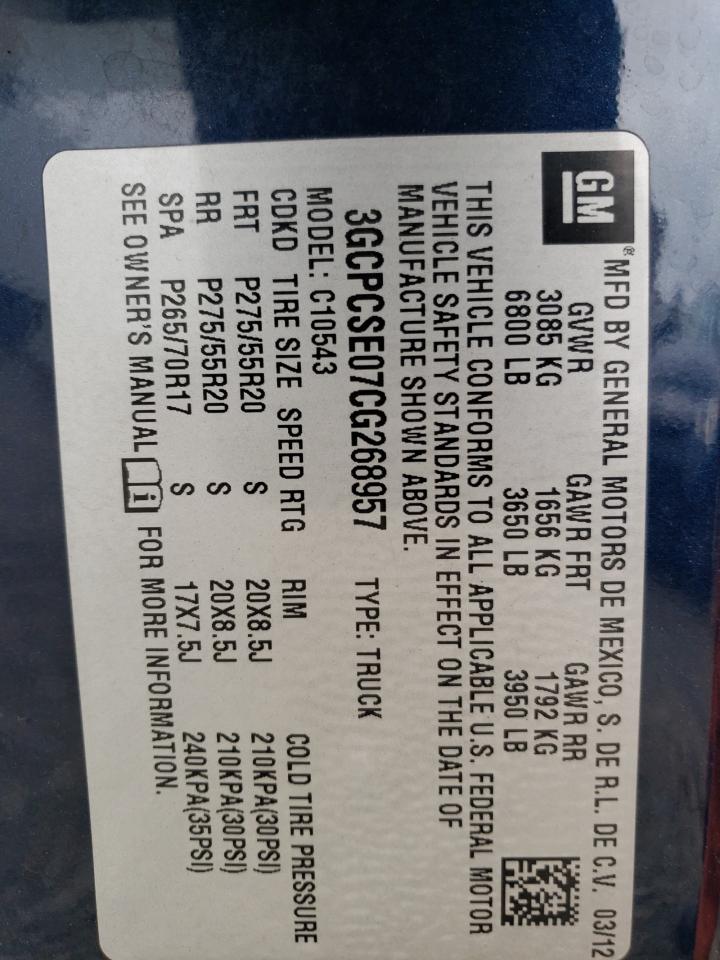 GM® MFD BY GENERAL MOTORS DE MEXICO, S. DE R.L. DE C.V. 03/12
GVWR GAWR FRT GAWR RR
3085 KG 1656 KG 1792 KG
6800 LB 3650 LB 3950 LB
THIS VEHICLE CONFORMS TO ALL APPLICABLE U.S. FEDERAL MOTOR
VEHICLE SAFETY STANDARDS IN EFFECT ON THE DATE OF
MANUFACTURE SHOWN ABOVE.
3GCPCSE07CG268957 TYPE: TRUCK
MODEL: C10543
CDKD TIRE SIZE SPEED RTG RIM COLD TIRE PRESSURE
FRT P275/55R20 S 20X8.5J 210KPA(30PSI)
RR P275/55R20 S 20X8.5J 210KPA(30PSI)
SPA P265/70R17 S 17X7.5J 240KPA(35PSI)
SEE OWNER'S MANUAL i FOR MORE INFORMATION.